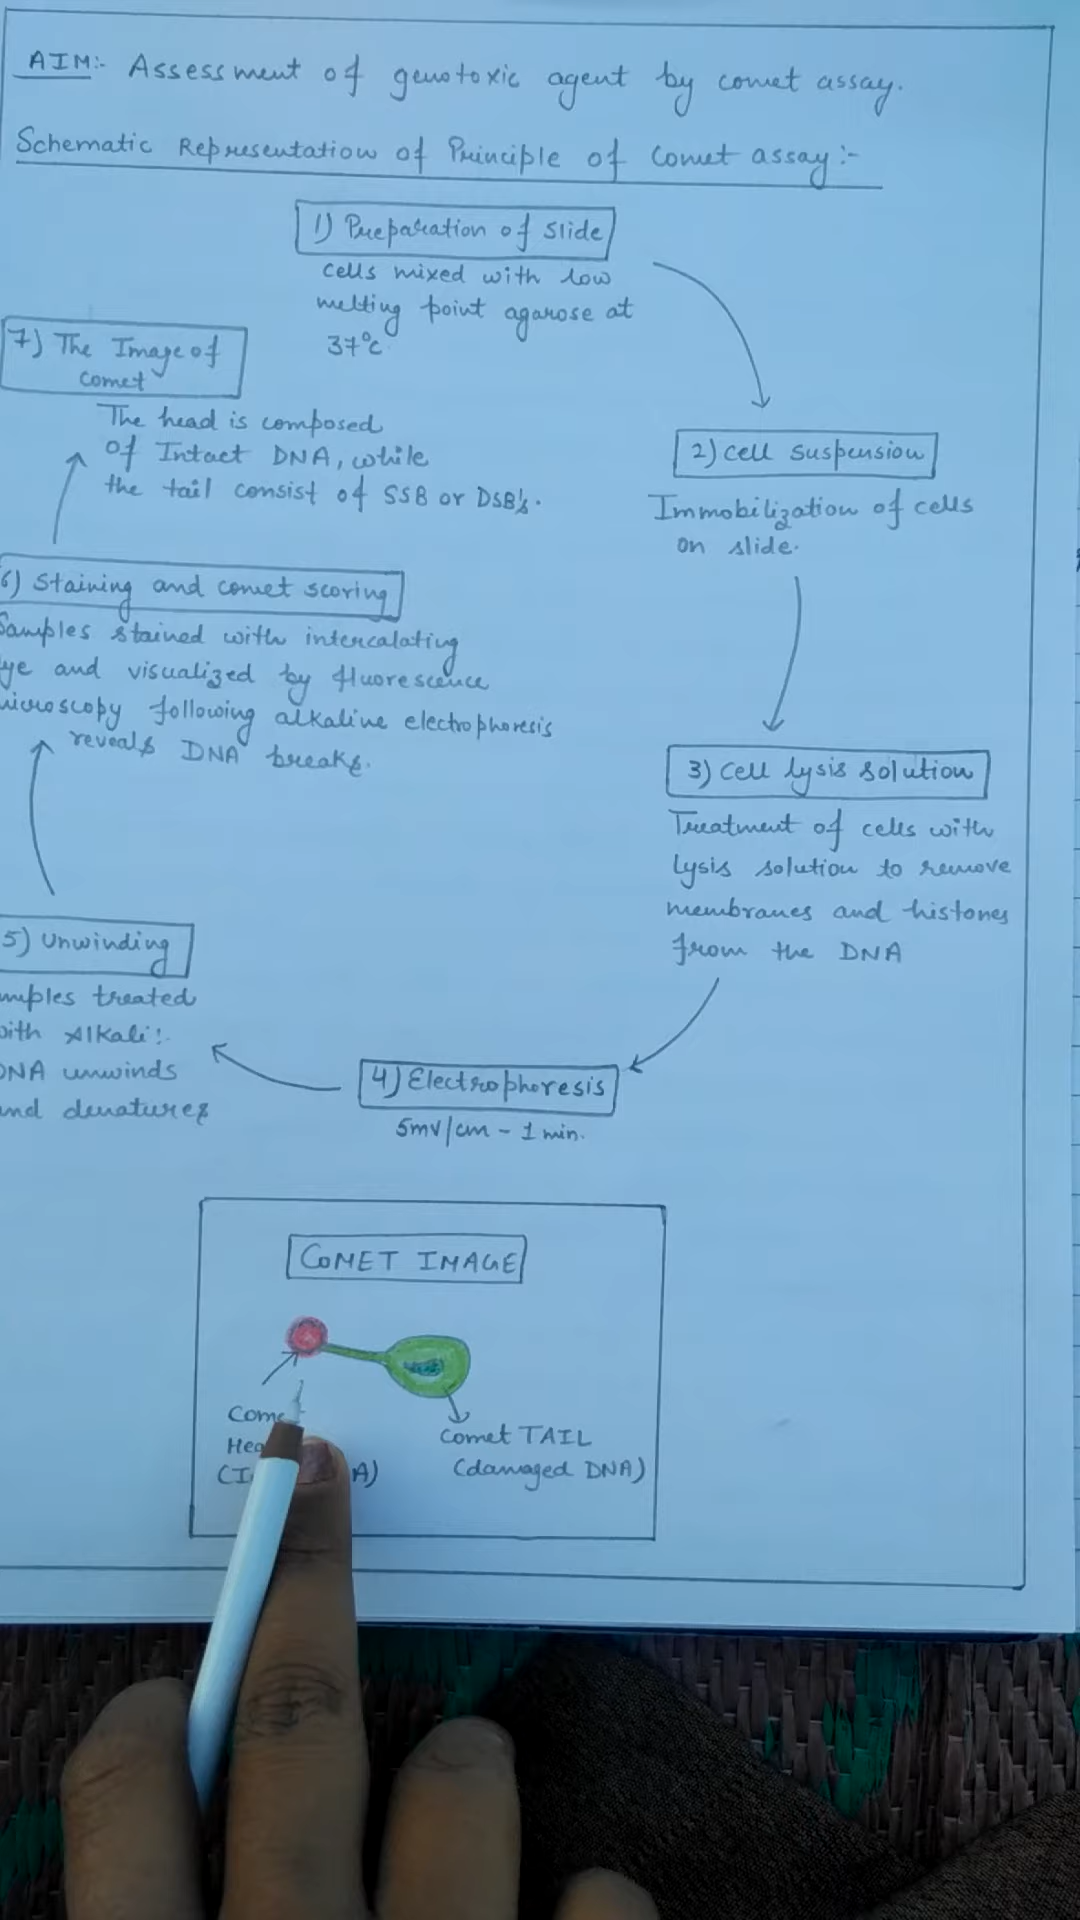 AIM:- Assessment of genotoxic agent by comet assay.
Schematic Representation of Principle of Comet assay:-
1) Preparation of slide
cells mixed with low
melting point agarose at
37°c
2) cell suspension
Immobilization of cells
on slide.
3) cell lysis solution
Treatment of cells with
lysis solution to remove
membranes and histones
from the DNA
4) Electrophoresis
5mv/cm - 1 min.
5) Unwinding
mples treated
with Alkali:
DNA unwinds
and denatures
6) Staining and comet scoring
Samples stained with intercalating
ye and visualized by fluorescence
microscopy following alkaline electrophoresis
reveals DNA breaks.
7) The Image of
comet
The head is composed
of Intact DNA, while
the tail consist of SSB or DSB's.
COMET IMAGE
Comet TAIL
(damaged DNA)